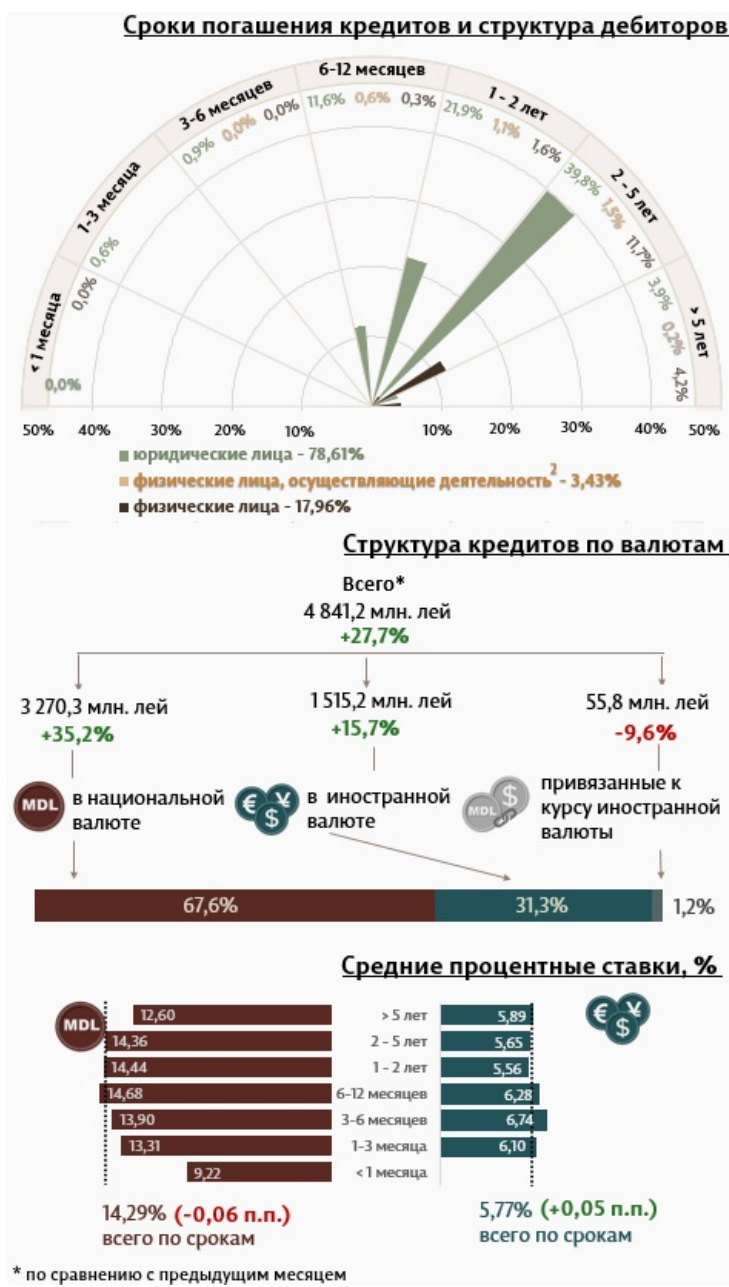 Сроки погашения кредитов и структура дебиторов
< 1 месяца
1-3 месяца
3-6 месяцев
6-12 месяцев
1 - 2 лет
2 - 5 лет
> 5 лет
0,0%
0,0%
0,6%
0,9%
0,0%
0,0%
11,6%
0,6%
0,3%
21,9%
1,1%
1,6%
39,8%
1,5%
11,7%
3,9%
0,2%
4,2%
50% 40% 30% 20% 10% 10% 20% 30% 40% 50%
юридические лица - 78,61%
физические лица, осуществляющие деятельность2 - 3,43%
физические лица - 17,96%
Структура кредитов по валютам
Всего*
4 841,2 млн. лей
+27,7%
3 270,3 млн. лей 1 515,2 млн. лей 55,8 млн. лей
+35,2% +15,7% -9,6%
MDL в национальной валюте
€ ¥ $ в иностранной валюте
MDL $ привязанные к курсу иностранной валюты
67,6% 31,3% 1,2%
Средние процентные ставки, %
MDL € ¥ $
12,60 > 5 лет 5,89
14,36 2 - 5 лет 5,65
14,44 1 - 2 лет 5,56
14,68 6-12 месяцев 6,28
13,90 3-6 месяцев 6,74
13,31 1-3 месяца 6,10
9,22 < 1 месяца
14,29% (-0,06 п.п.) 5,77% (+0,05 п.п.)
всего по срокам всего по срокам
* по сравнению с предыдущим месяцем